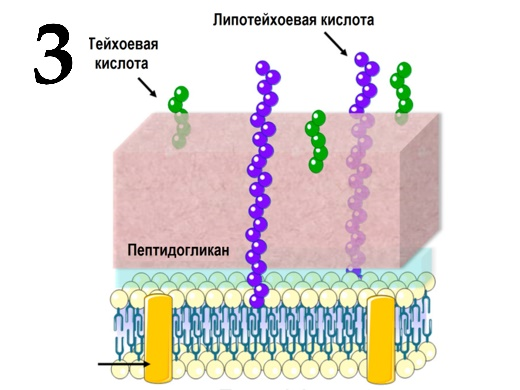 3
Липотейхоевая кислота
Тейхоевая
кислота
Пептидогликан